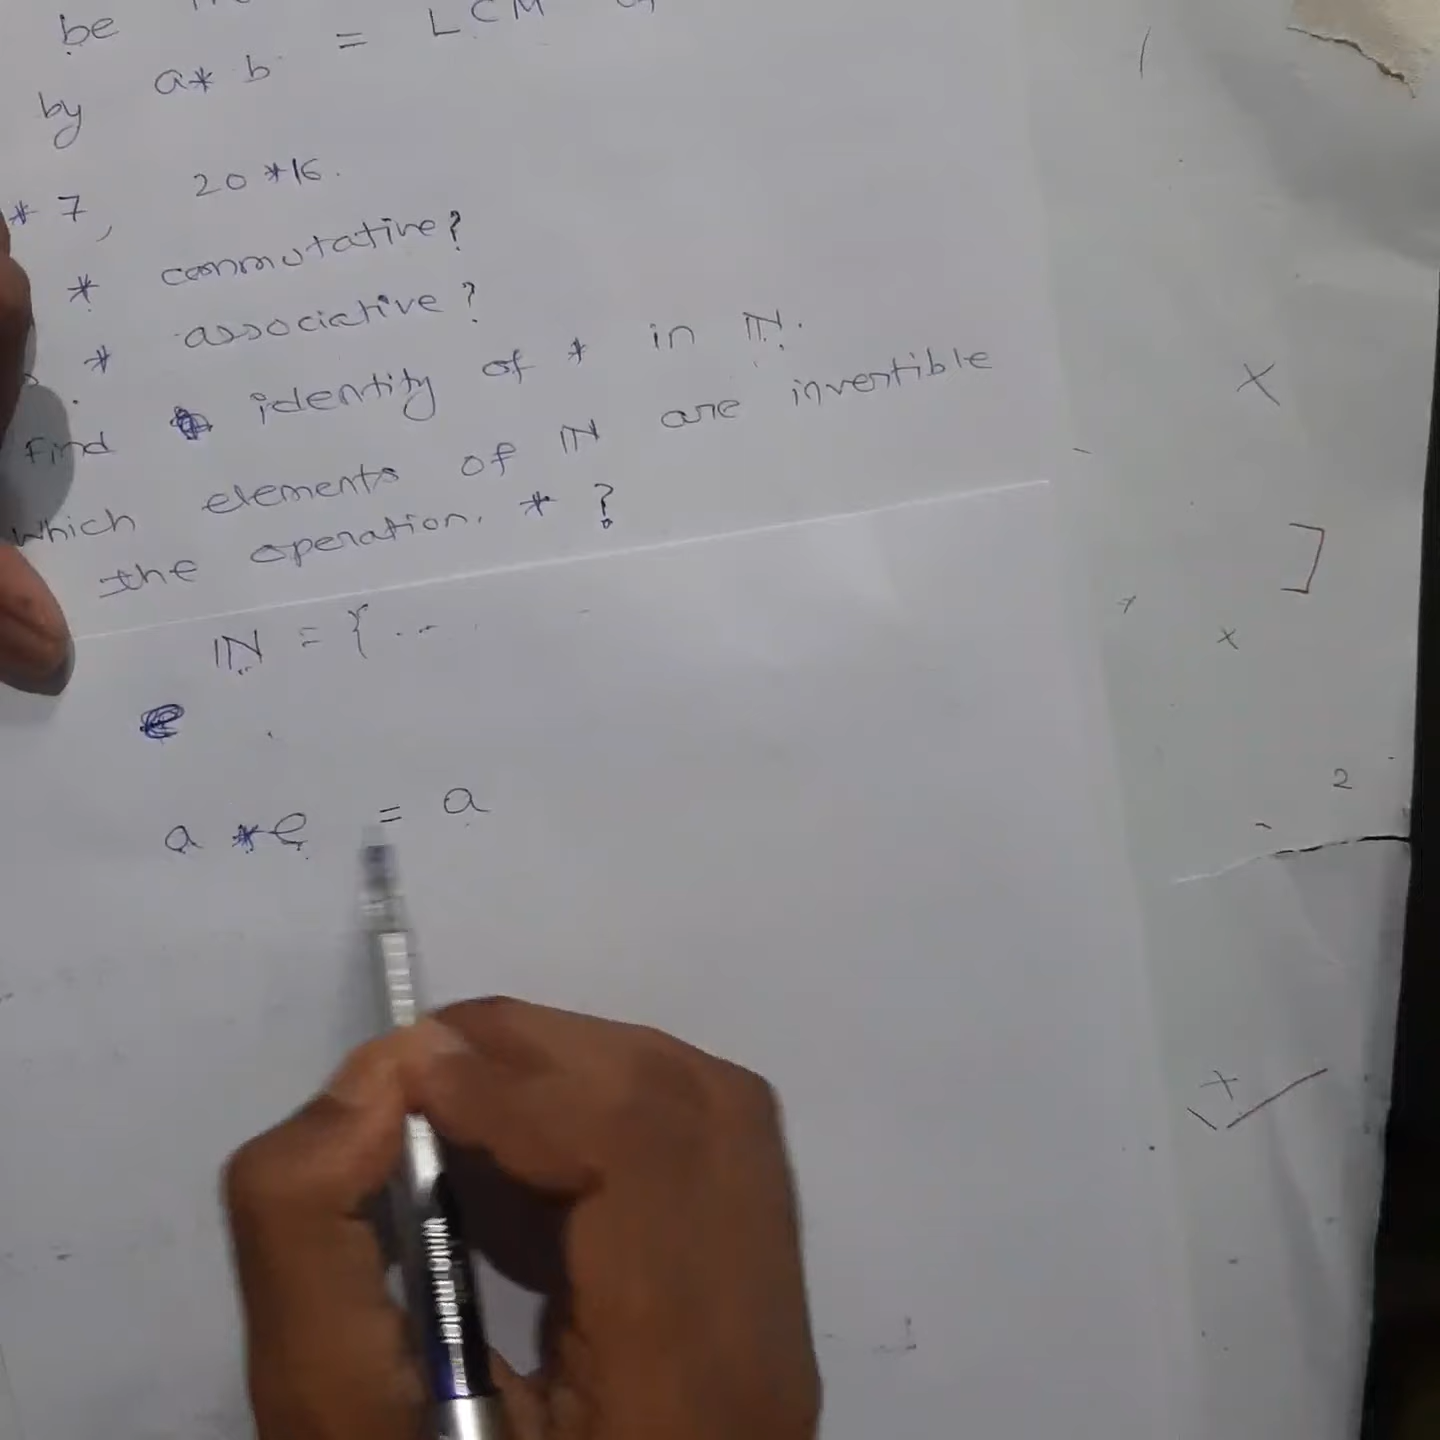 be
by a * b = LCM
* 7, 20 * 16.
* commutative?
* associative?
Find identity of * in IN.
which elements of IN are invertible
the operation. * ?
IN = { ...
a * e = a
2